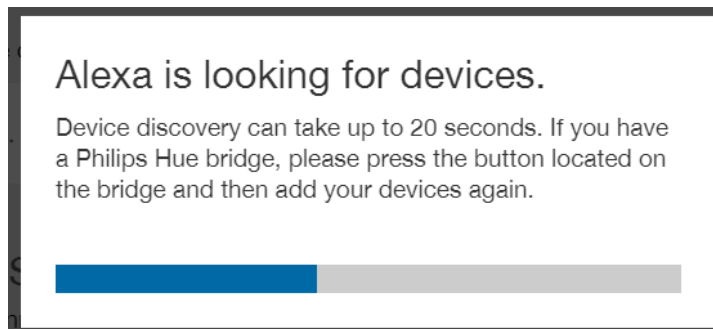 Alexa is looking for devices.
Device discovery can take up to 20 seconds. If you have
a Philips Hue bridge, please press the button located on
the bridge and then add your devices again.